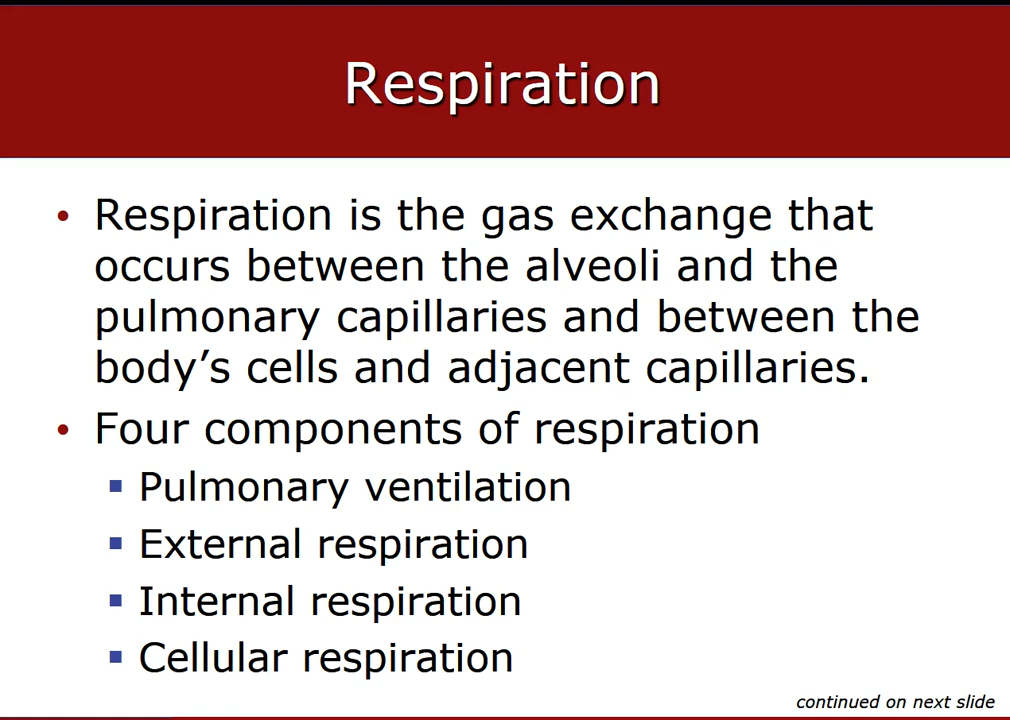 Respiration
• Respiration is the gas exchange that
occurs between the alveoli and the
pulmonary capillaries and between the
body’s cells and adjacent capillaries.
• Four components of respiration
▪ Pulmonary ventilation
▪ External respiration
▪ Internal respiration
▪ Cellular respiration
continued on next slide